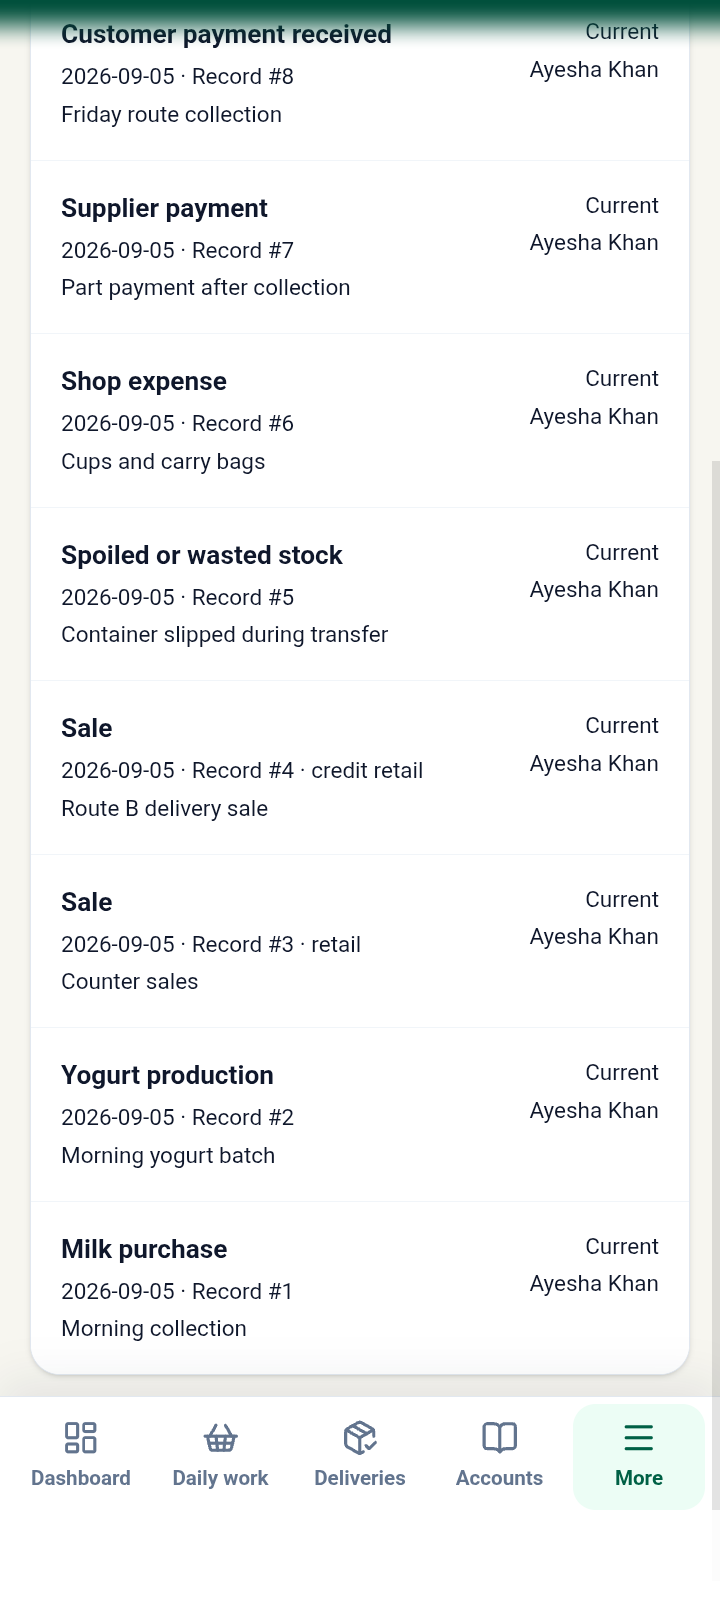 Customer payment received
Current
2026-09-05 · Record #8
Ayesha Khan
Friday route collection
Supplier payment
Current
2026-09-05 · Record #7
Ayesha Khan
Part payment after collection
Shop expense
Current
2026-09-05 · Record #6
Ayesha Khan
Cups and carry bags
Spoiled or wasted stock
Current
2026-09-05 · Record #5
Ayesha Khan
Container slipped during transfer
Sale
Current
2026-09-05 · Record #4 · credit retail
Ayesha Khan
Route B delivery sale
Sale
Current
2026-09-05 · Record #3 · retail
Ayesha Khan
Counter sales
Yogurt production
Current
2026-09-05 · Record #2
Ayesha Khan
Morning yogurt batch
Milk purchase
Current
2026-09-05 · Record #1
Ayesha Khan
Morning collection
Dashboard Daily work Deliveries Accounts More